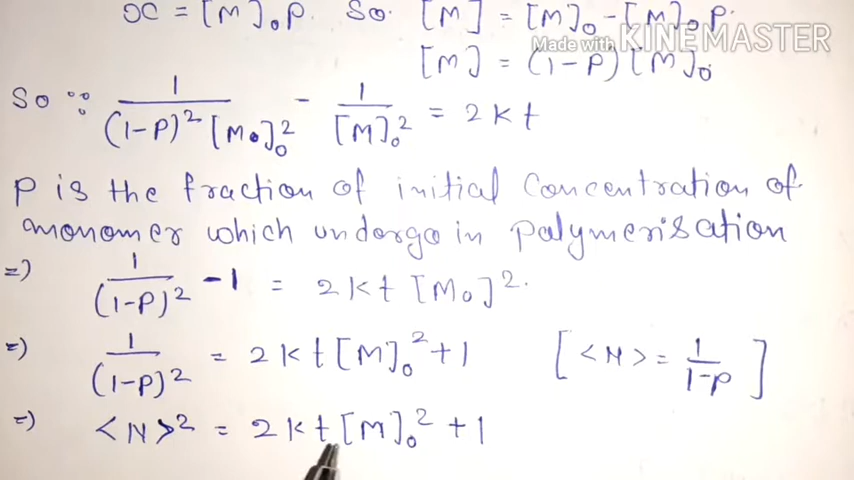 x = [M]₀P. So. [M] = [M]₀ - [M]₀P.
Made with KINEMASTER
[M] = (1-P) [M]₀
So ∵ 1/((1-P)² [M₀]₀²) - 1/[M]₀² = 2kt
P is the fraction of initial Concentration of
monomer which undergo in polymerisation
=) 1/(1-P)² - 1 = 2kt [M₀]².
=) 1/(1-P)² = 2kt [M]₀² + 1 [<N> = 1/(1-P)]
=) <N>² = 2kt [M]₀² + 1